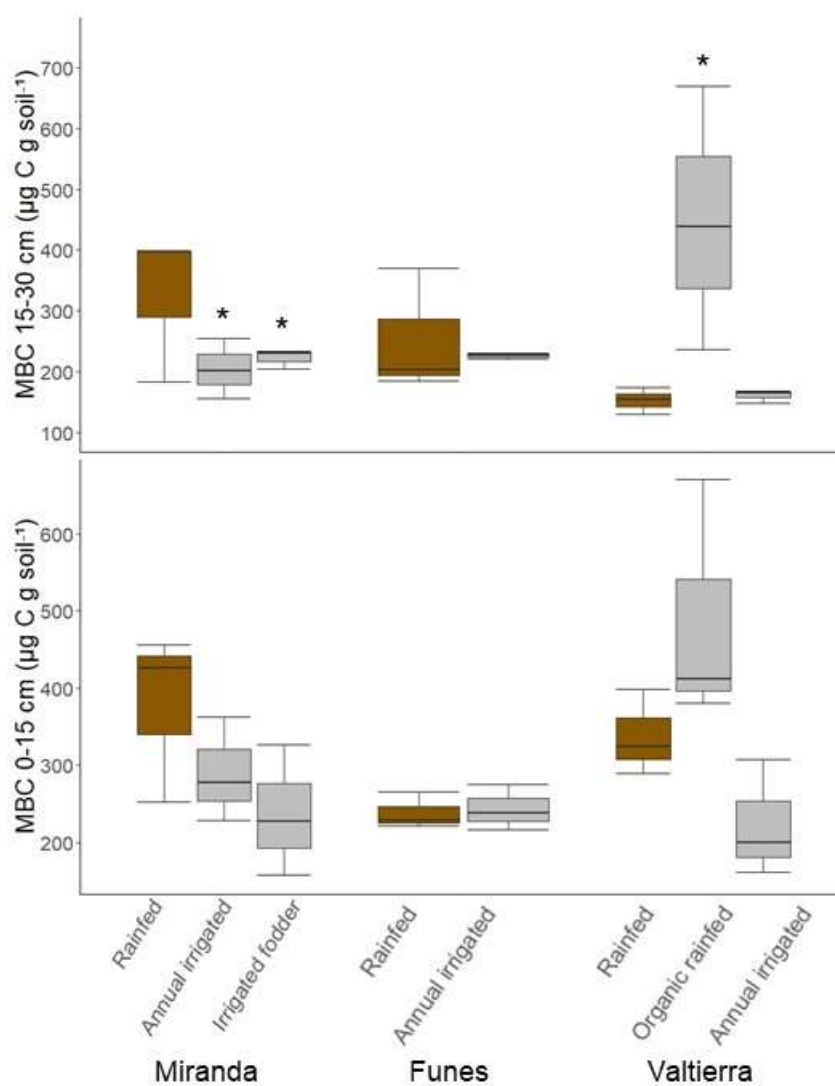 MBC 15-30 cm (µg C g soil⁻¹)
700
600
500
400
300
200
100
*
*
*
MBC 0-15 cm (µg C g soil⁻¹)
600
500
400
300
200
Rainfed
Annual irrigated
Irrigated fodder
Rainfed
Annual irrigated
Rainfed
Organic rainfed
Annual irrigated
Miranda Funes Valtierra